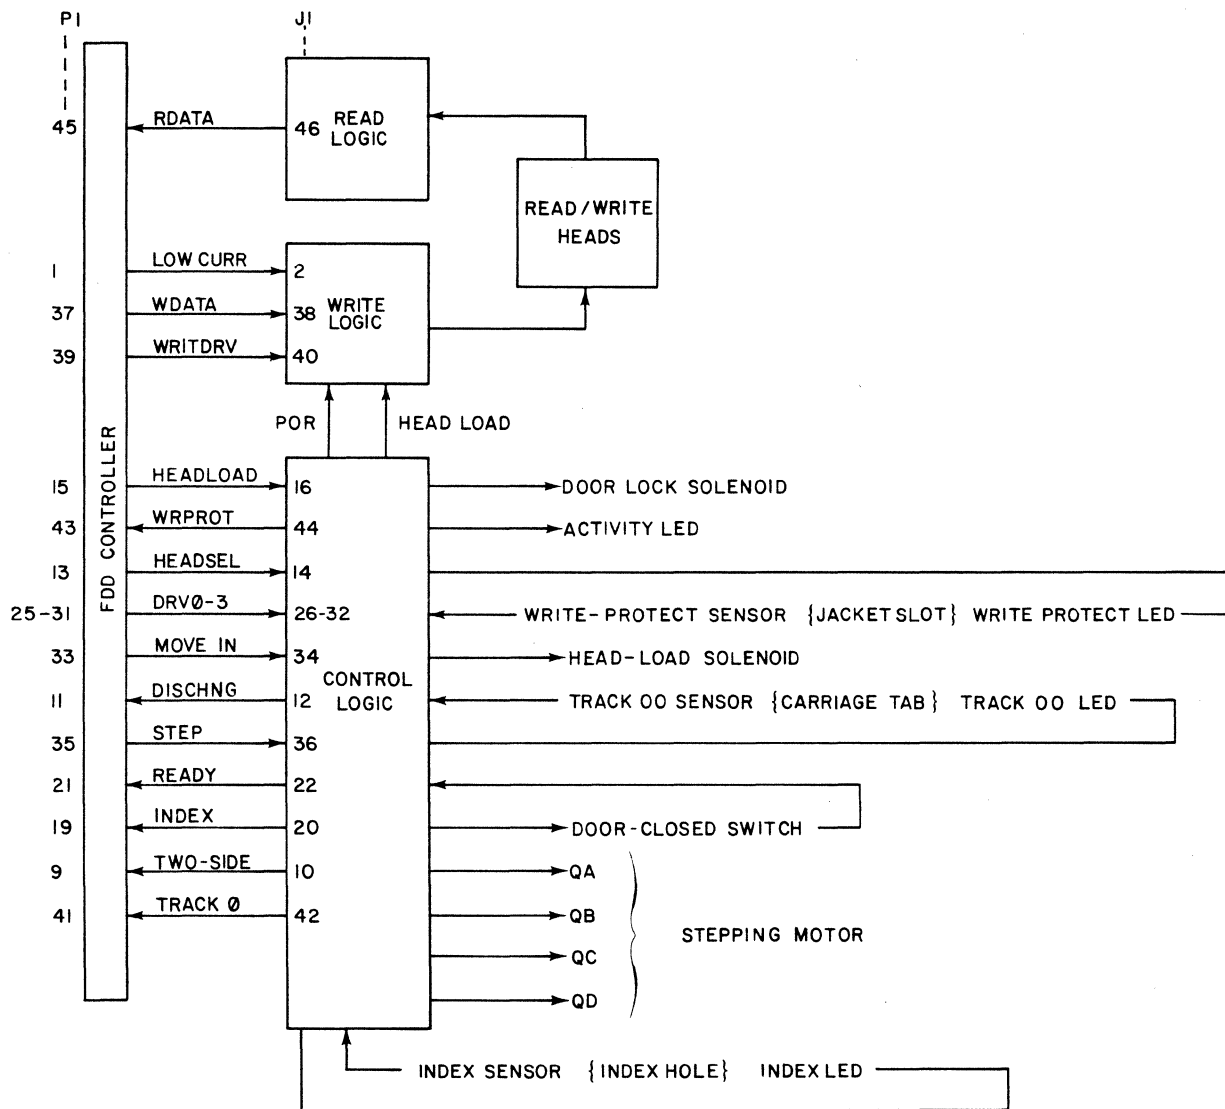 P1 J1
45 RDATA 46 READ LOGIC
READ/WRITE HEADS
1 LOW CURR 2
37 WDATA 38 WRITE LOGIC
39 WRITDRV 40
POR HEAD LOAD
FDD CONTROLLER
15 HEADLOAD 16 DOOR LOCK SOLENOID
43 WRPROT 44 ACTIVITY LED
13 HEADSEL 14
25-31 DRVØ-3 26-32 WRITE-PROTECT SENSOR {JACKET SLOT} WRITE PROTECT LED
33 MOVE IN 34 HEAD-LOAD SOLENOID
CONTROL LOGIC
11 DISCHNG 12 TRACK 00 SENSOR {CARRIAGE TAB} TRACK 00 LED
35 STEP 36
21 READY 22
19 INDEX 20 DOOR-CLOSED SWITCH
9 TWO-SIDE 10 QA
41 TRACK Ø 42 QB
STEPPING MOTOR
QC
QD
INDEX SENSOR {INDEX HOLE} INDEX LED